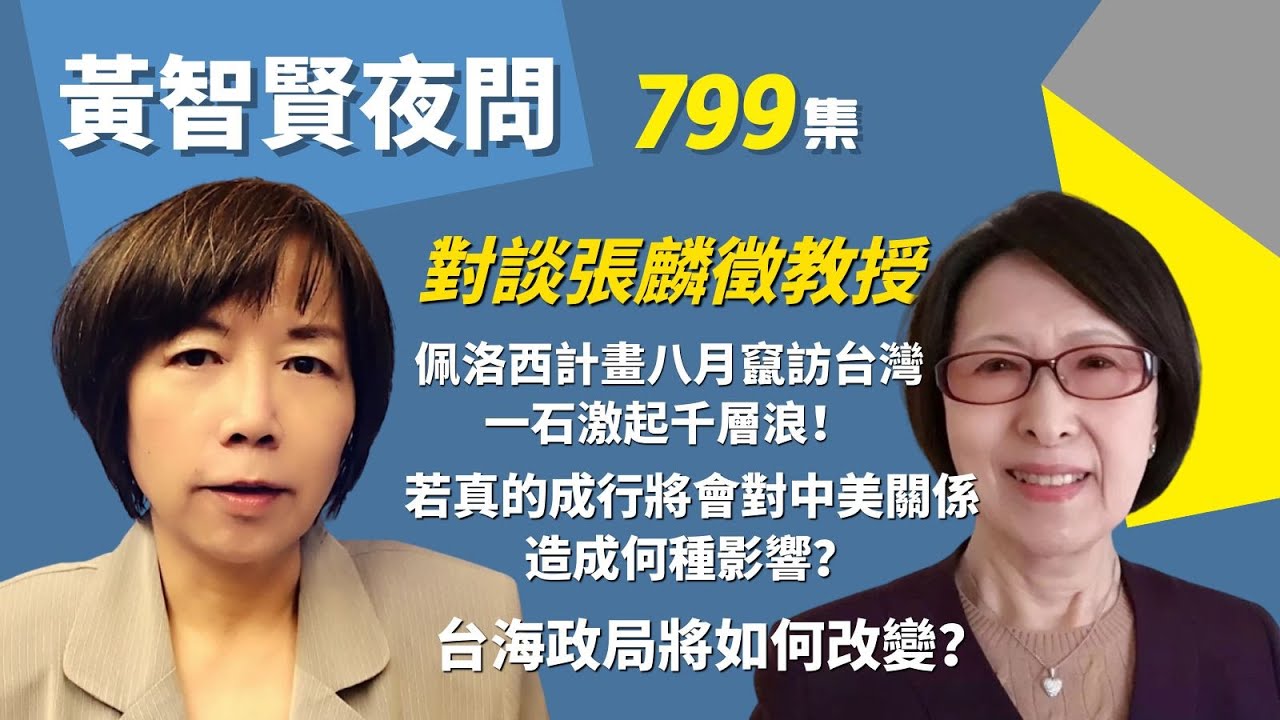 黃智賢夜問 799集
對談張麟徵教授
佩洛西計畫八月竄訪台灣
一石激起千層浪!
若真的成行將會對中美關係
造成何種影響?
台海政局將如何改變?